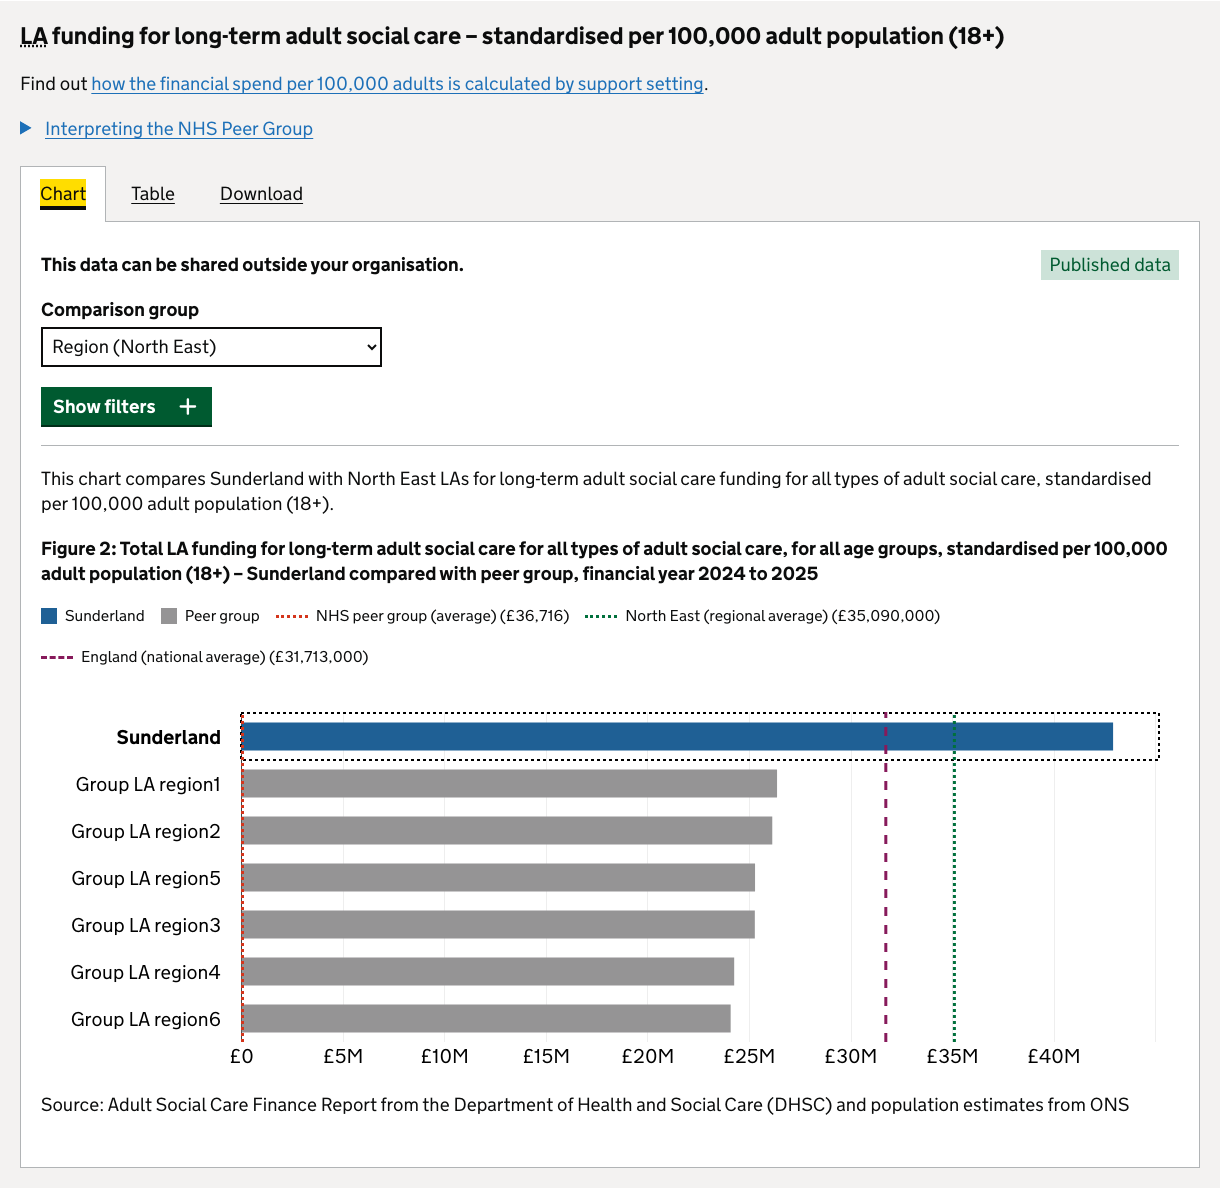 LA funding for long-term adult social care – standardised per 100,000 adult population (18+)
Find out how the financial spend per 100,000 adults is calculated by support setting.
Interpreting the NHS Peer Group
Chart
Table
Download
This data can be shared outside your organisation.
Published data
Comparison group
Region (North East)
Show filters
This chart compares Sunderland with North East LAs for long-term adult social care funding for all types of adult social care, standardised
per 100,000 adult population (18+).
Figure 2: Total LA funding for long-term adult social care for all types of adult social care, for all age groups, standardised per 100,000
adult population (18+) – Sunderland compared with peer group, financial year 2024 to 2025
Sunderland
Peer group
NHS peer group (average) (£36,716)
North East (regional average) (£35,090,000)
England (national average) (£31,713,000)
Sunderland
Group LA region1
Group LA region2
Group LA region5
Group LA region3
Group LA region4
Group LA region6
£0 £5M £10M £15M £20M £25M £30M £35M £40M
Source: Adult Social Care Finance Report from the Department of Health and Social Care (DHSC) and population estimates from ONS